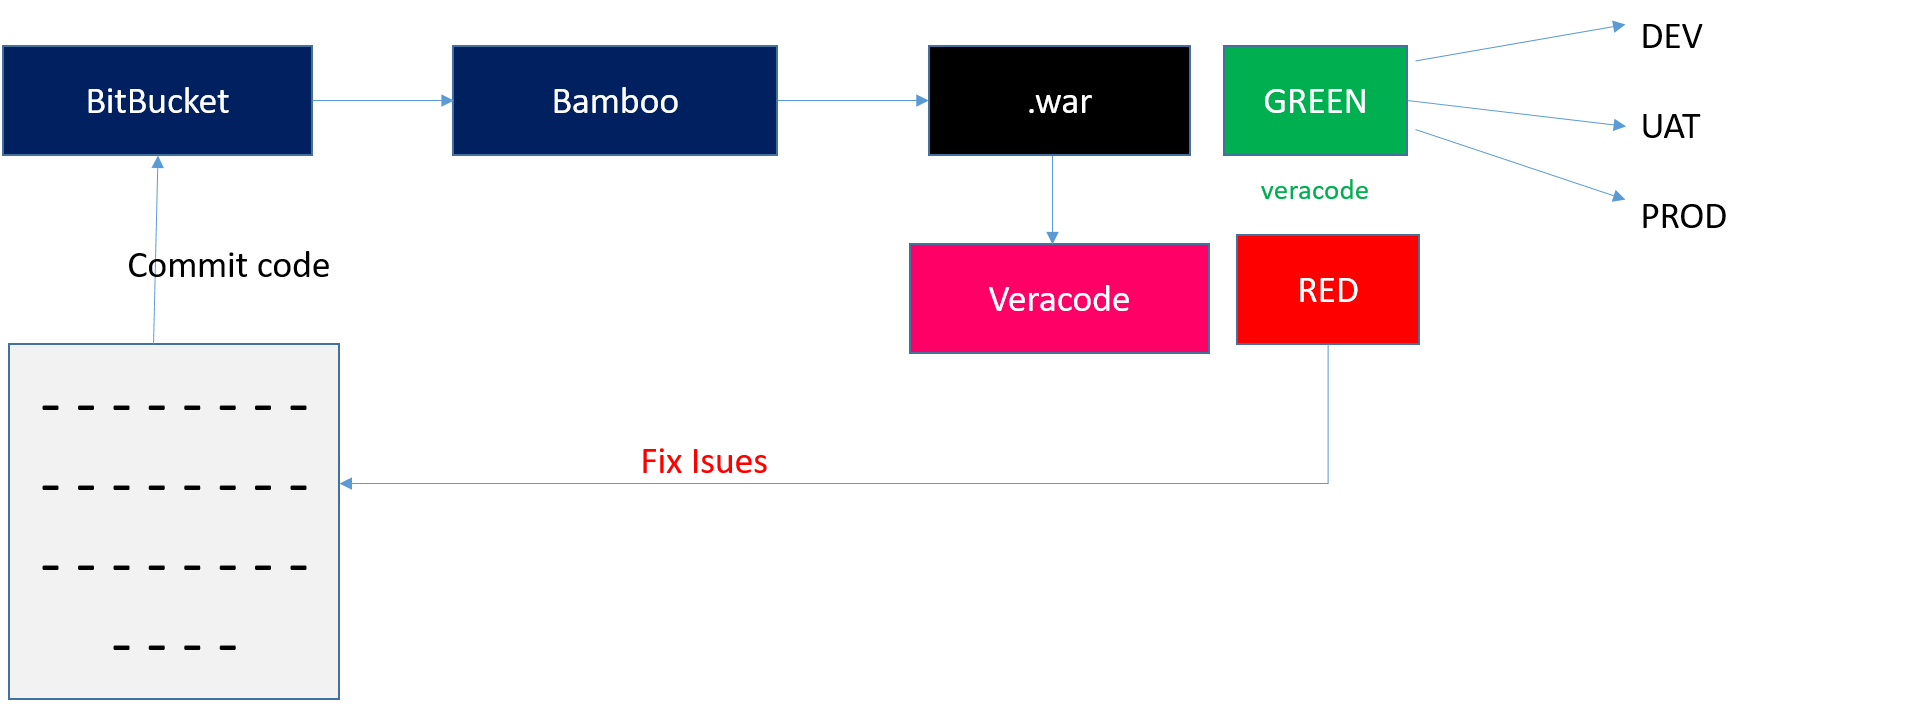 DEV
BitBucket
Bamboo
.war
GREEN
UAT
veracode
PROD
Commit code
Veracode
RED
- - - - - - - -
- - - - - - - -
- - - - - - - -
- - - -
Fix Isues